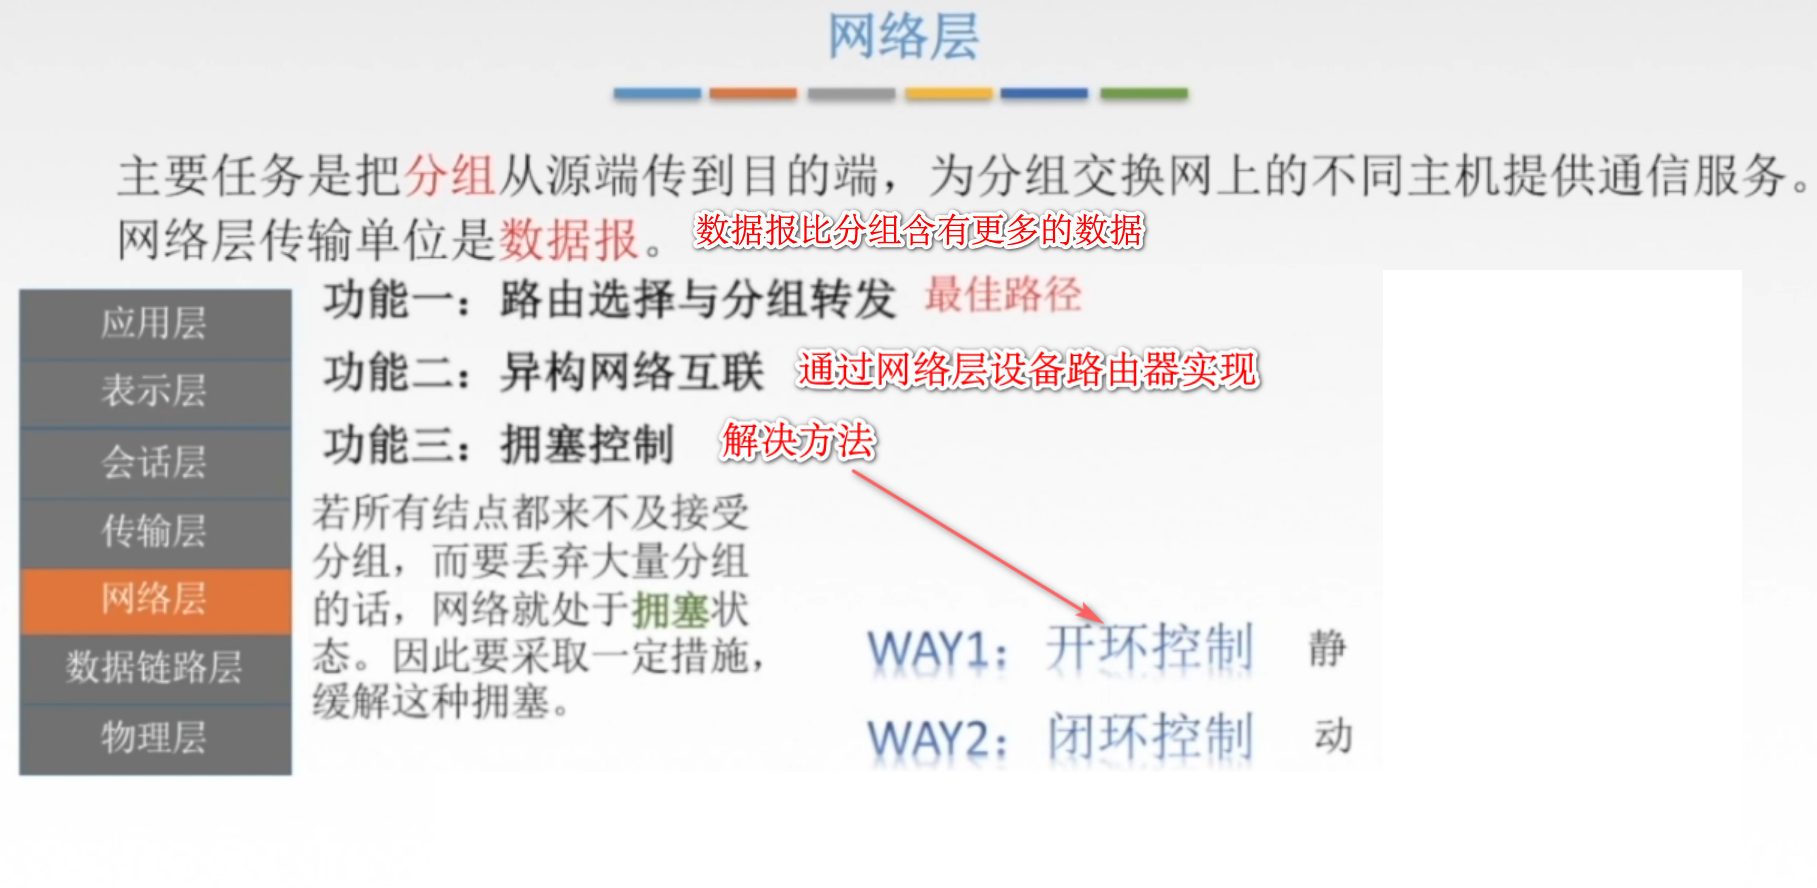 网络层
主要任务是把分组从源端传到目的端，为分组交换网上的不同主机提供通信服务。
网络层传输单位是数据报。 数据报比分组含有更多的数据
功能一：路由选择与分组转发 最佳路径
功能二：异构网络互联 通过网络层设备路由器实现
功能三：拥塞控制 解决方法
若所有结点都来不及接受
分组，而要丢弃大量分组
的话，网络就处于拥塞状
态。因此要采取一定措施，
缓解这种拥塞。
WAY1：开环控制 静
WAY2：闭环控制 动
应用层
表示层
会话层
传输层
网络层
数据链路层
物理层